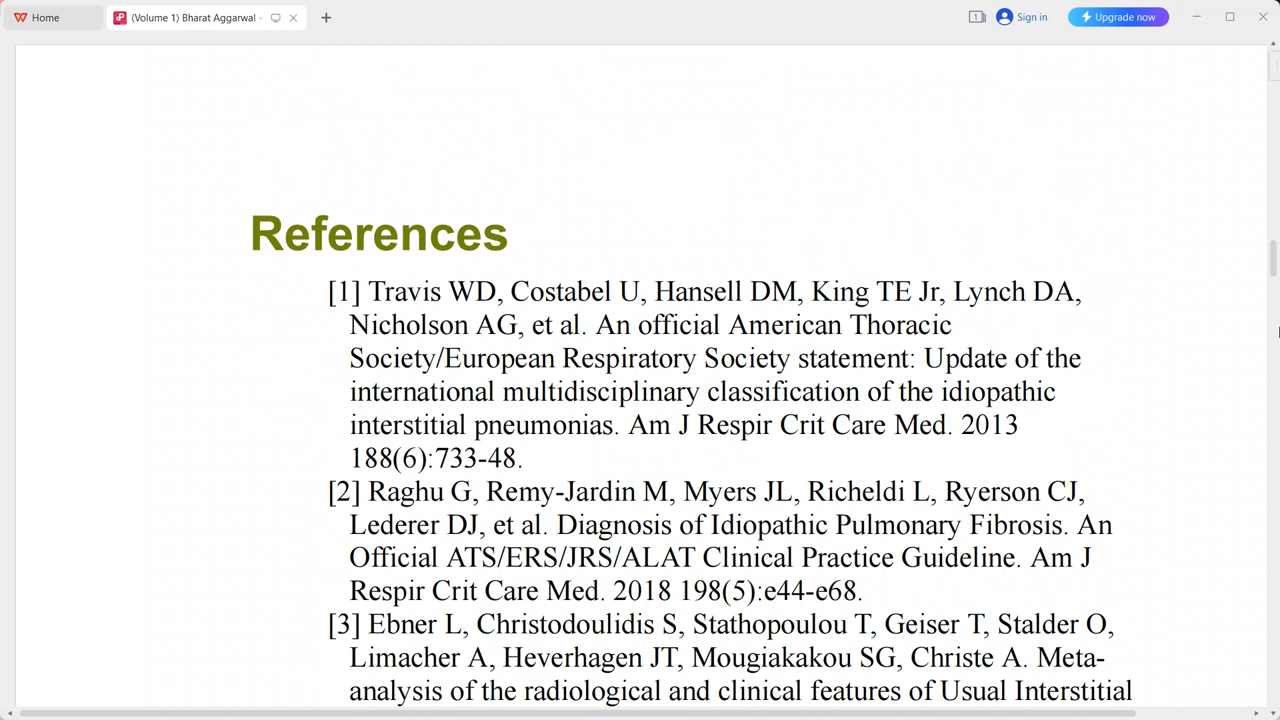 Home
(Volume 1) Bharat Aggarwal -
1
Sign in
Upgrade now
References
[1] Travis WD, Costabel U, Hansell DM, King TE Jr, Lynch DA,
Nicholson AG, et al. An official American Thoracic
Society/European Respiratory Society statement: Update of the
international multidisciplinary classification of the idiopathic
interstitial pneumonias. Am J Respir Crit Care Med. 2013
188(6):733-48.
[2] Raghu G, Remy-Jardin M, Myers JL, Richeldi L, Ryerson CJ,
Lederer DJ, et al. Diagnosis of Idiopathic Pulmonary Fibrosis. An
Official ATS/ERS/JRS/ALAT Clinical Practice Guideline. Am J
Respir Crit Care Med. 2018 198(5):e44-e68.
[3] Ebner L, Christodoulidis S, Stathopoulou T, Geiser T, Stalder O,
Limacher A, Heverhagen JT, Mougiakakou SG, Christe A. Meta-
analysis of the radiological and clinical features of Usual Interstitial